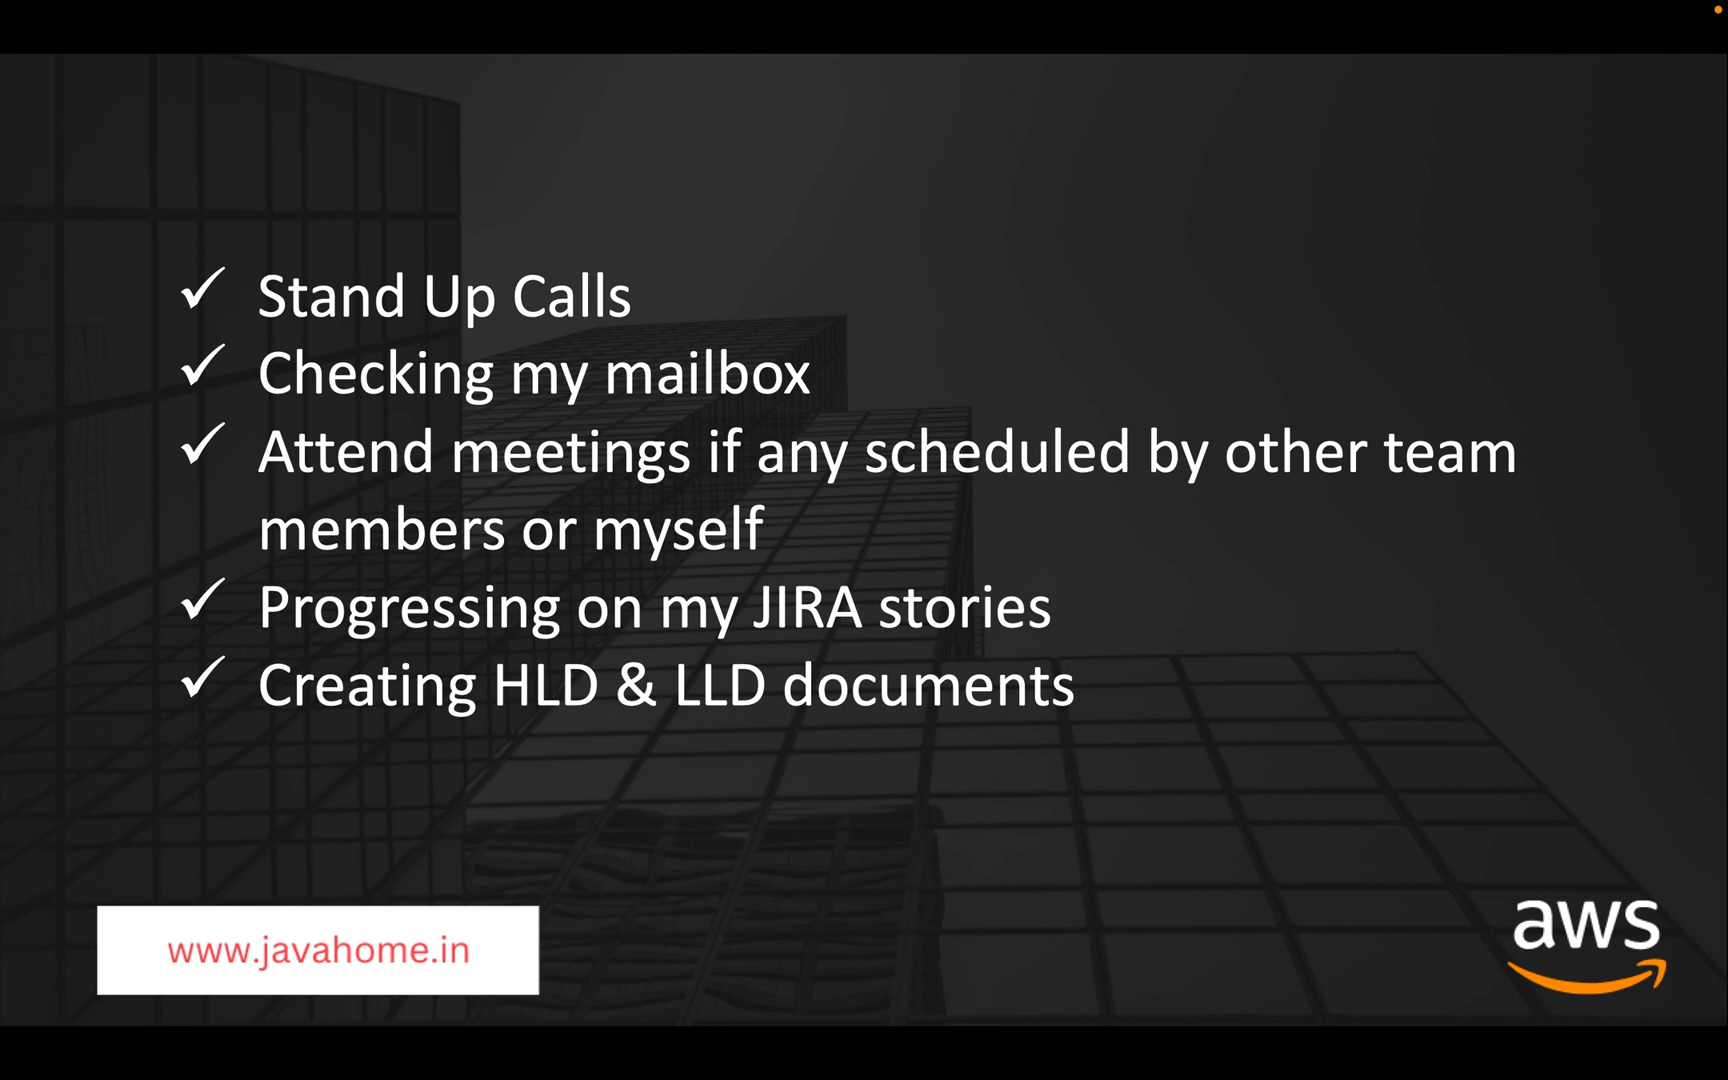 ✓ Stand Up Calls
✓ Checking my mailbox
✓ Attend meetings if any scheduled by other team
members or myself
✓ Progressing on my JIRA stories
✓ Creating HLD & LLD documents
www.javahome.in
aws